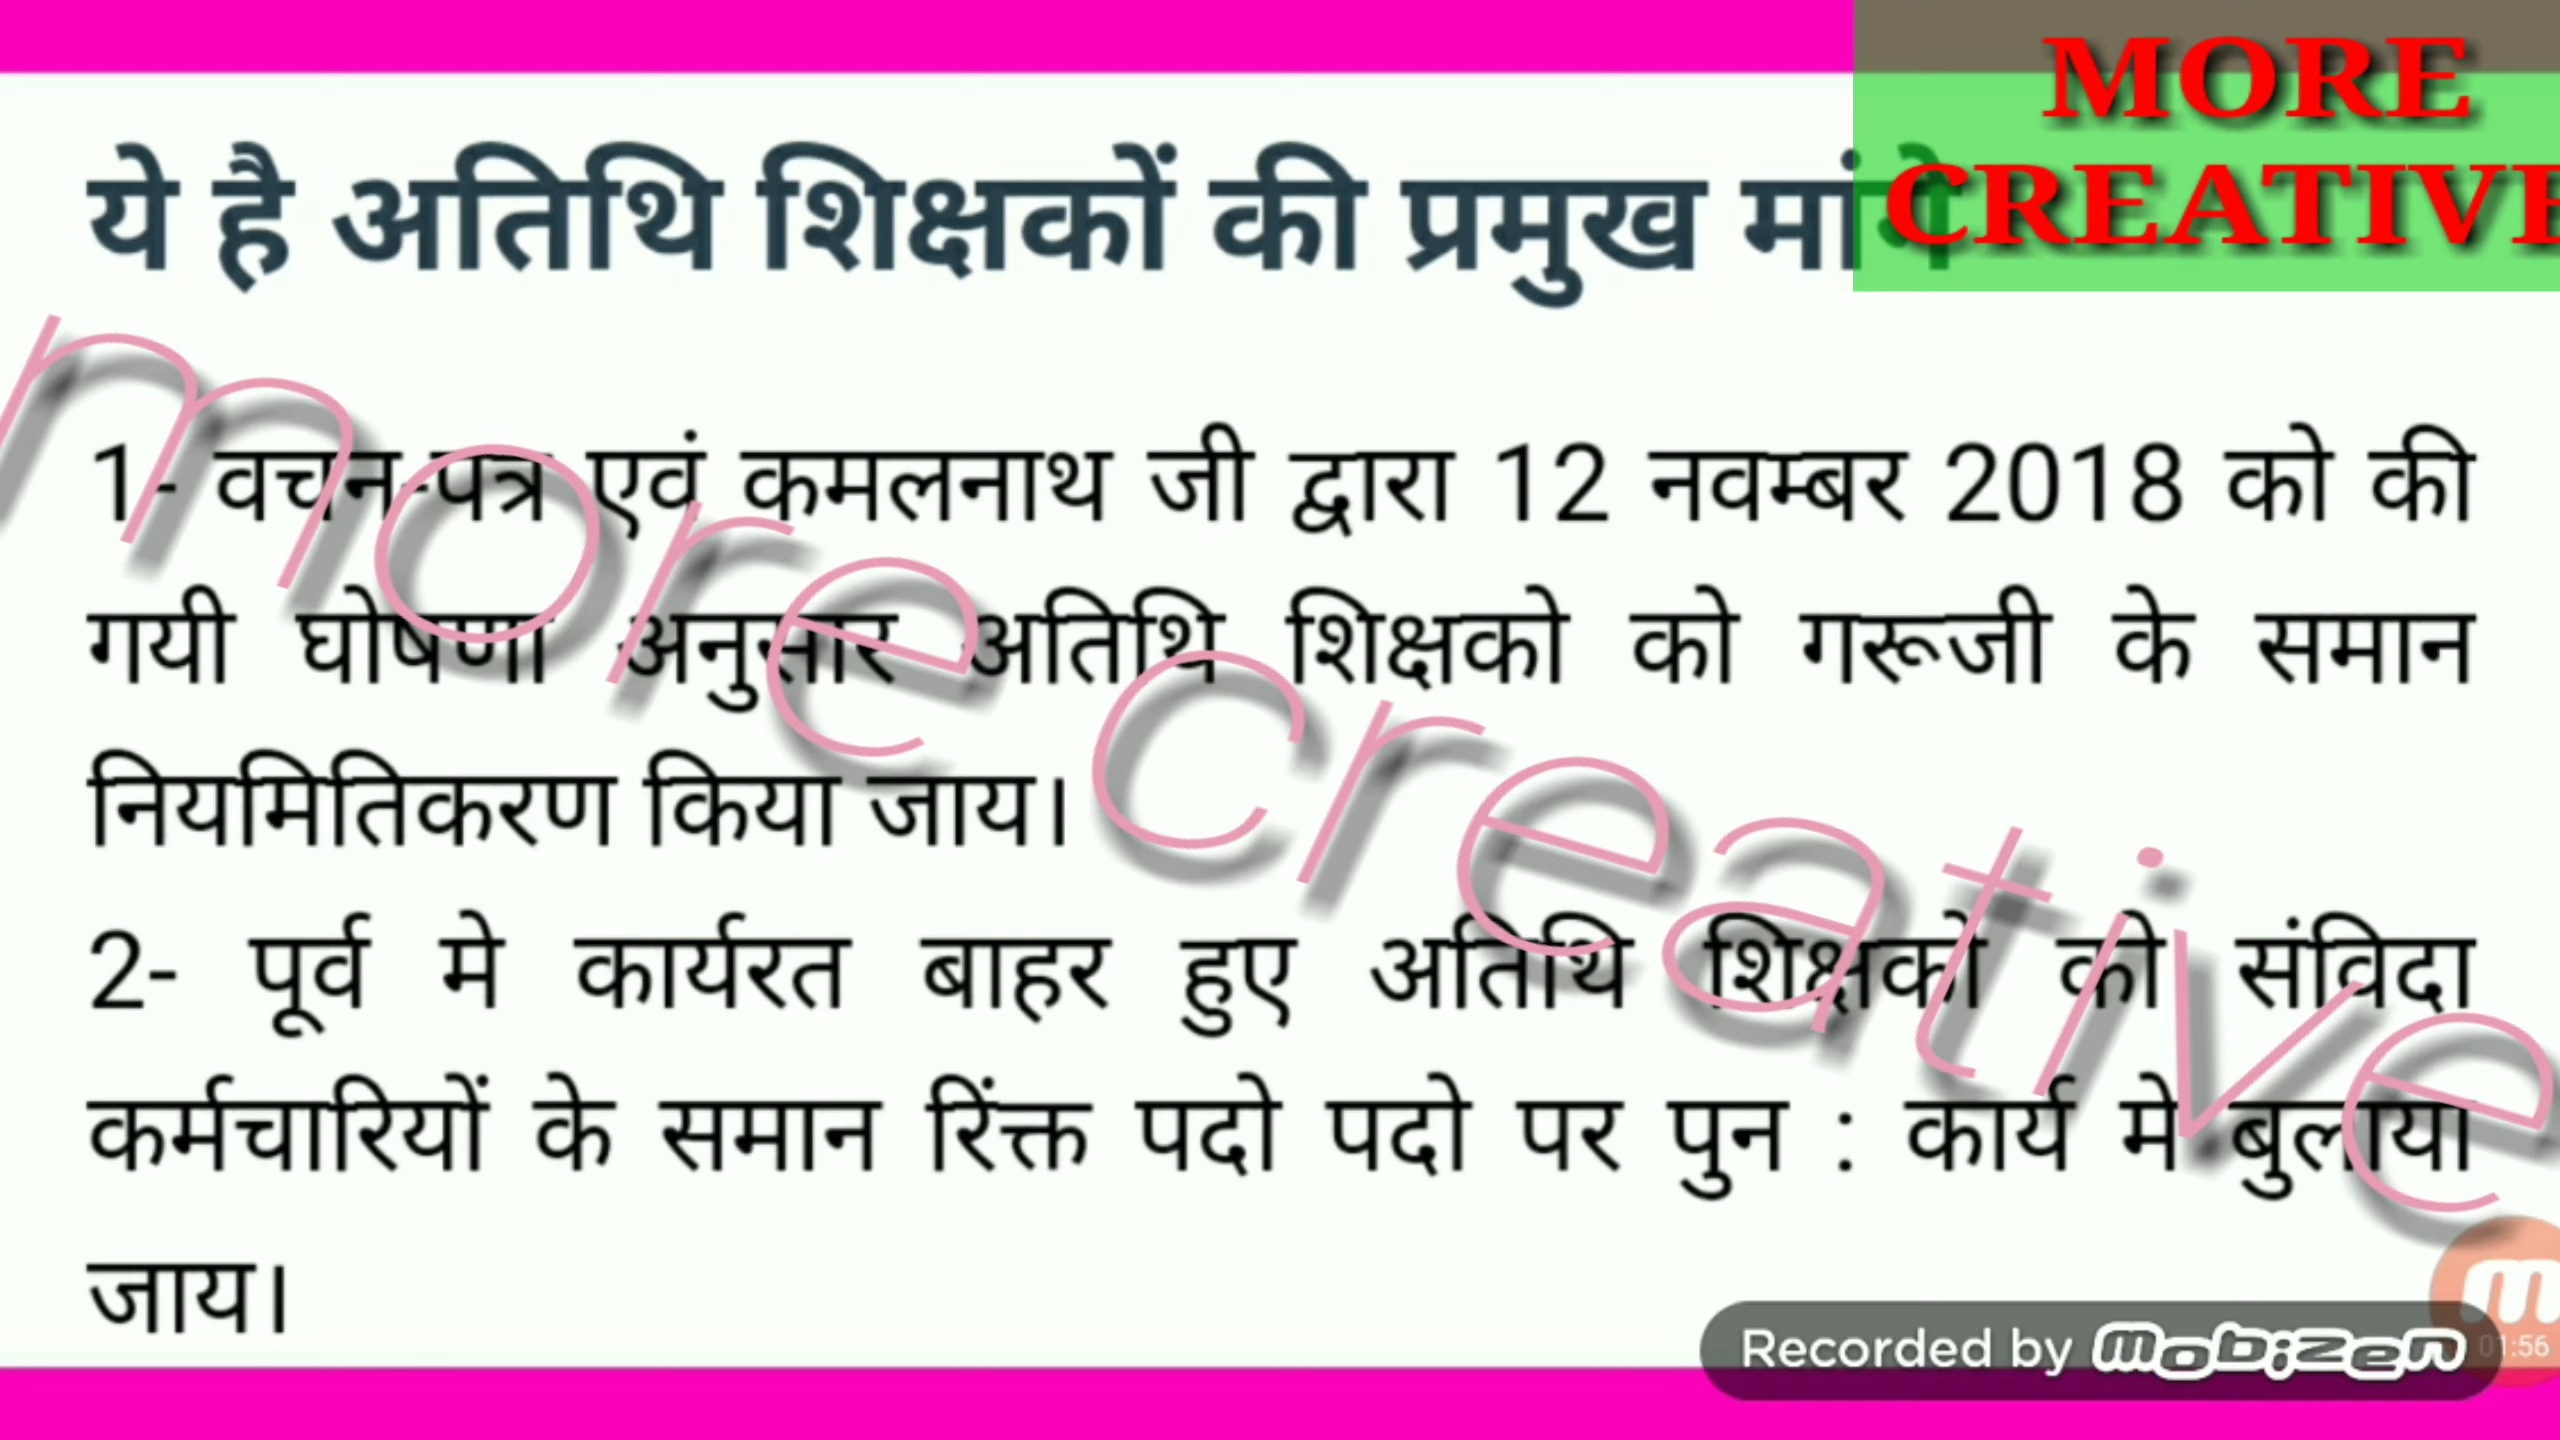 MORE
CREATIVE
ये है अतिथि शिक्षकों की प्रमुख मांगे
1- वचन-पत्र एवं कमलनाथ जी द्वारा 12 नवम्बर 2018 को की
गयी घोषणा अनुसार अतिथि शिक्षको को गरूजी के समान
नियमितिकरण किया जाय।
2- पूर्व मे कार्यरत बाहर हुए अतिथि शिक्षको को संविदा
कर्मचारियों के समान रिंक्त पदो पदो पर पुन : कार्य मे बुलाया
जाय।
more creative
Recorded by mobizen
01:56